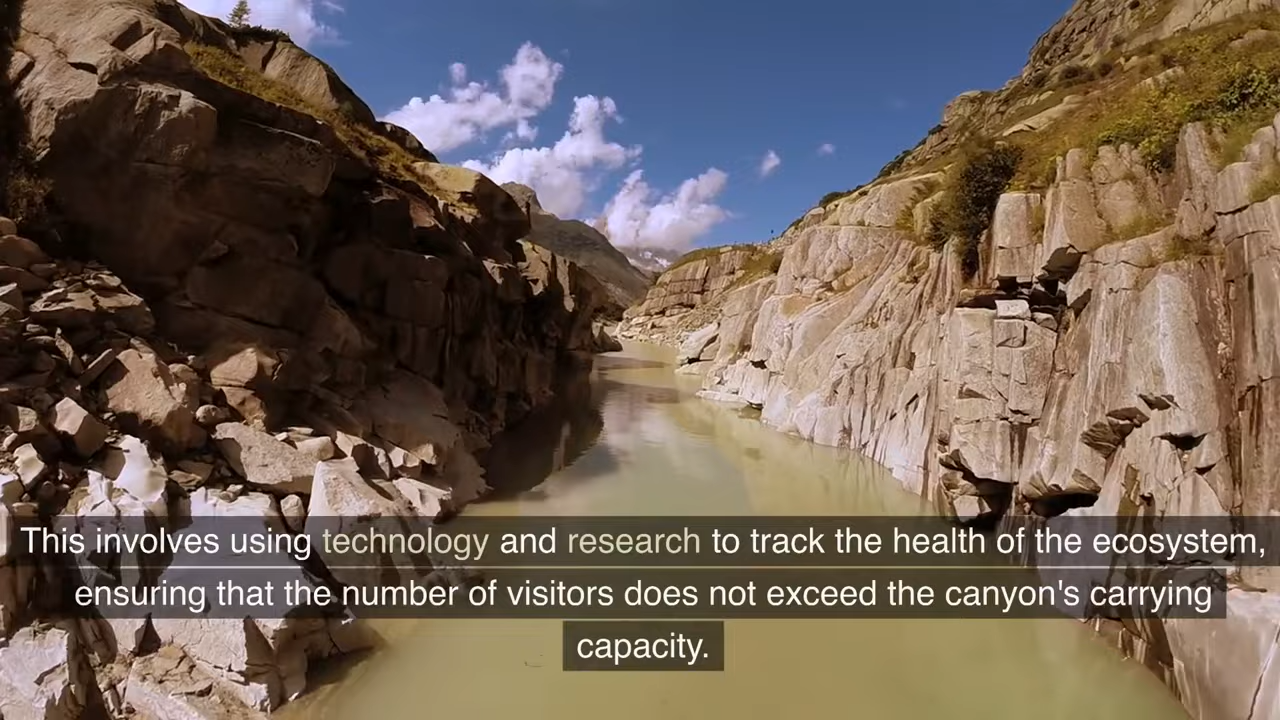 This involves using technology and research to track the health of the ecosystem,
ensuring that the number of visitors does not exceed the canyon's carrying
capacity.